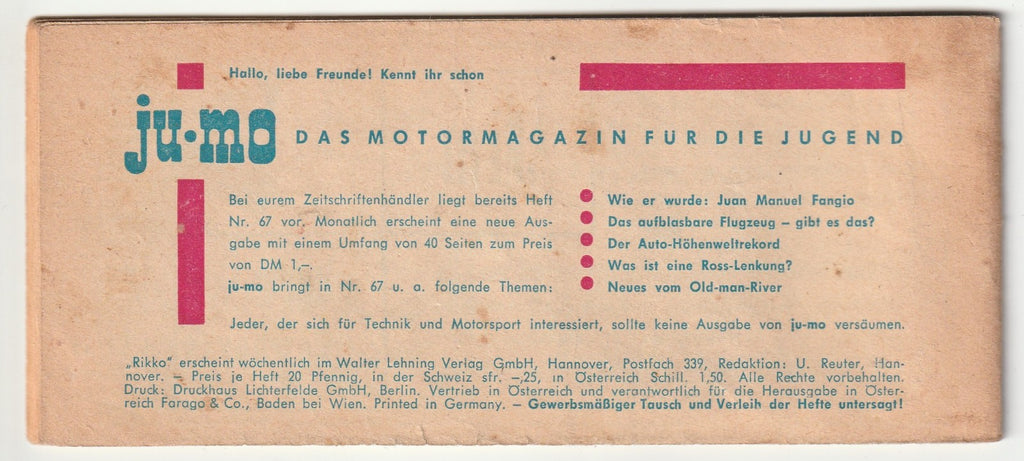 Hallo, liebe Freunde! Kennt ihr schon
ju·mo DAS MOTORMAGAZIN FÜR DIE JUGEND
Bei eurem Zeitschriftenhändler liegt bereits Heft
Nr. 67 vor. Monatlich erscheint eine neue Aus-
gabe mit einem Umfang von 40 Seiten zum Preis
von DM 1,–.
ju-mo bringt in Nr. 67 u. a. folgende Themen:
● Wie er wurde: Juan Manuel Fangio
● Das aufblasbare Flugzeug – gibt es das?
● Der Auto-Höhenweltrekord
● Was ist eine Ross-Lenkung?
● Neues vom Old-man-River
Jeder, der sich für Technik und Motorsport interessiert, sollte keine Ausgabe von ju-mo versäumen.
„Rikko“ erscheint wöchentlich im Walter Lehning Verlag GmbH, Hannover, Postfach 339, Redaktion: U. Reuter, Han-
nover. – Preis je Heft 20 Pfennig, in der Schweiz sfr. –,25, in Österreich Schill. 1,50. Alle Rechte vorbehalten.
Druck: Druckhaus Lichterfelde GmbH, Berlin. Vertrieb in Österreich und verantwortlich für die Herausgabe in Öster-
reich Farago & Co., Baden bei Wien. Printed in Germany. – Gewerbsmäßiger Tausch und Verleih der Hefte untersagt!